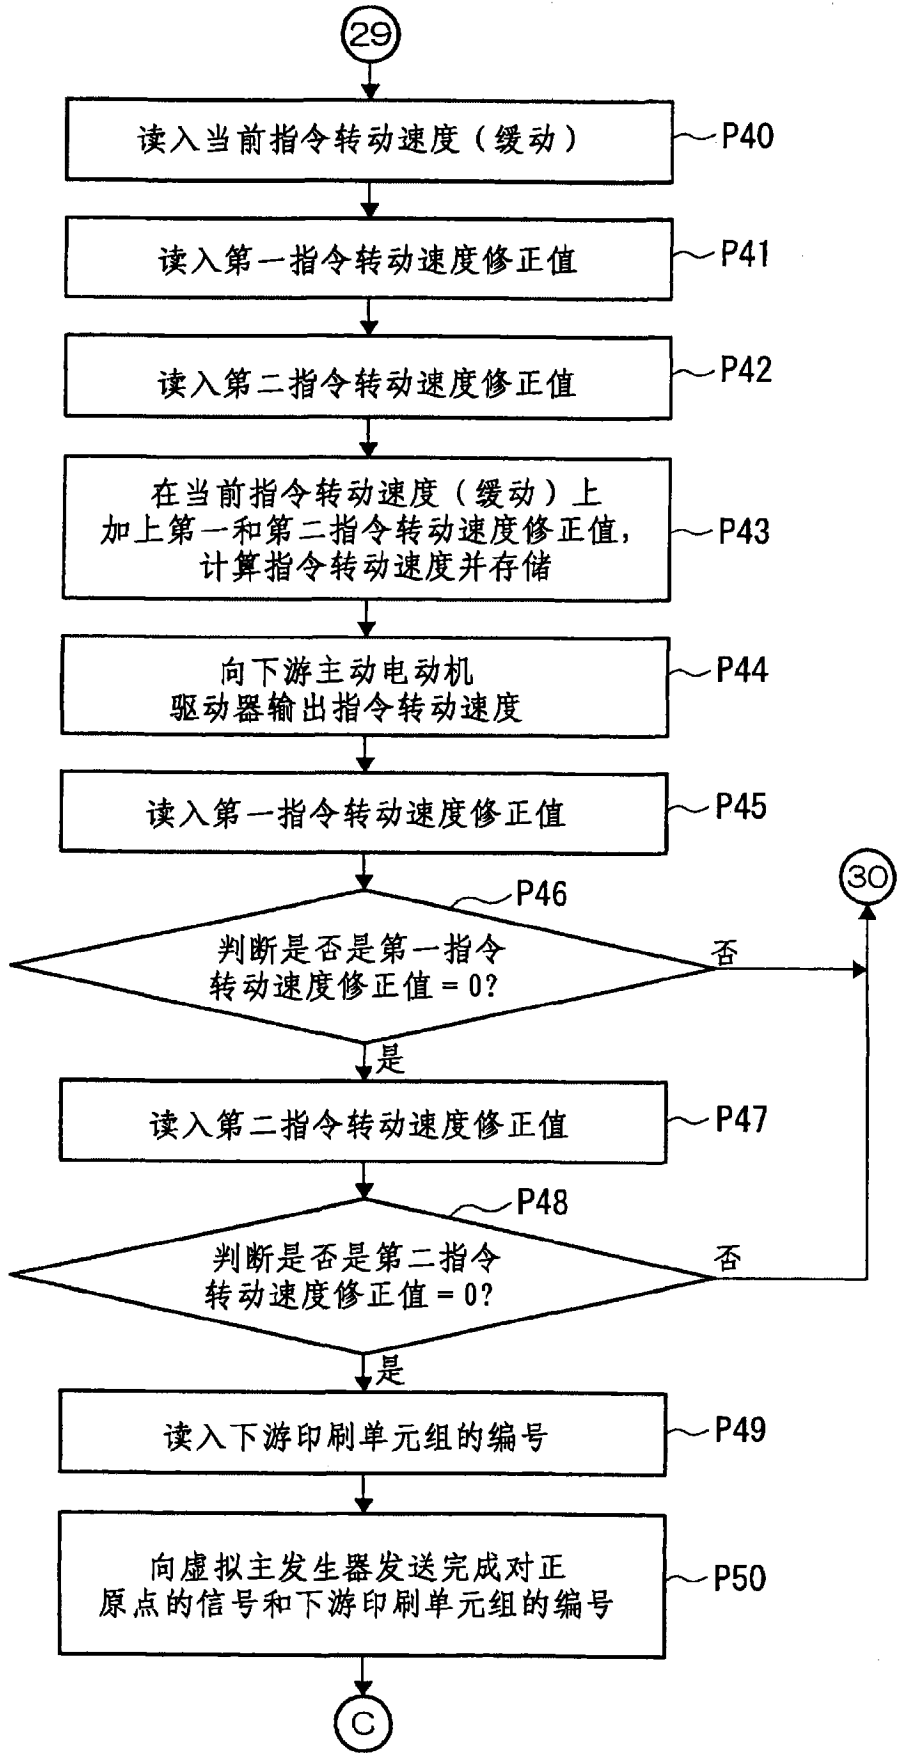 29
读入当前指令转动速度（缓动）
P40
读入第一指令转动速度修正值
P41
读入第二指令转动速度修正值
P42
在当前指令转动速度（缓动）上
加上第一和第二指令转动速度修正值，
计算指令转动速度并存储
P43
向下游主动电动机
驱动器输出指令转动速度
P44
读入第一指令转动速度修正值
P45
30
P46
判断是否是第一指令
转动速度修正值=0?
否
是
读入第二指令转动速度修正值
P47
P48
判断是否是第二指令
转动速度修正值=0?
否
是
读入下游印刷单元组的编号
P49
向虚拟主发生器发送完成对正
原点的信号和下游印刷单元组的编号
P50
C